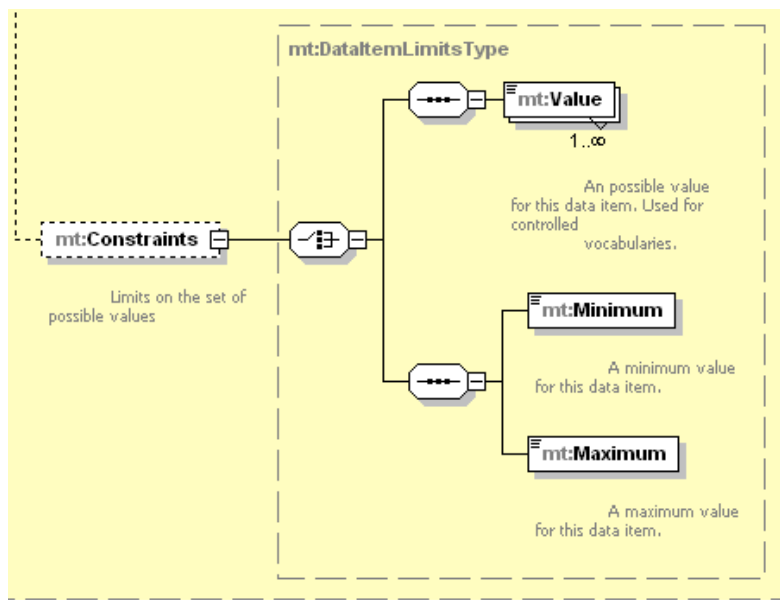 mt:DataItemLimitsType
mt:Value
1..∞
An possible value
for this data item. Used for
controlled
vocabularies.
mt:Constraints
Limits on the set of
possible values
mt:Minimum
A minimum value
for this data item.
mt:Maximum
A maximum value
for this data item.